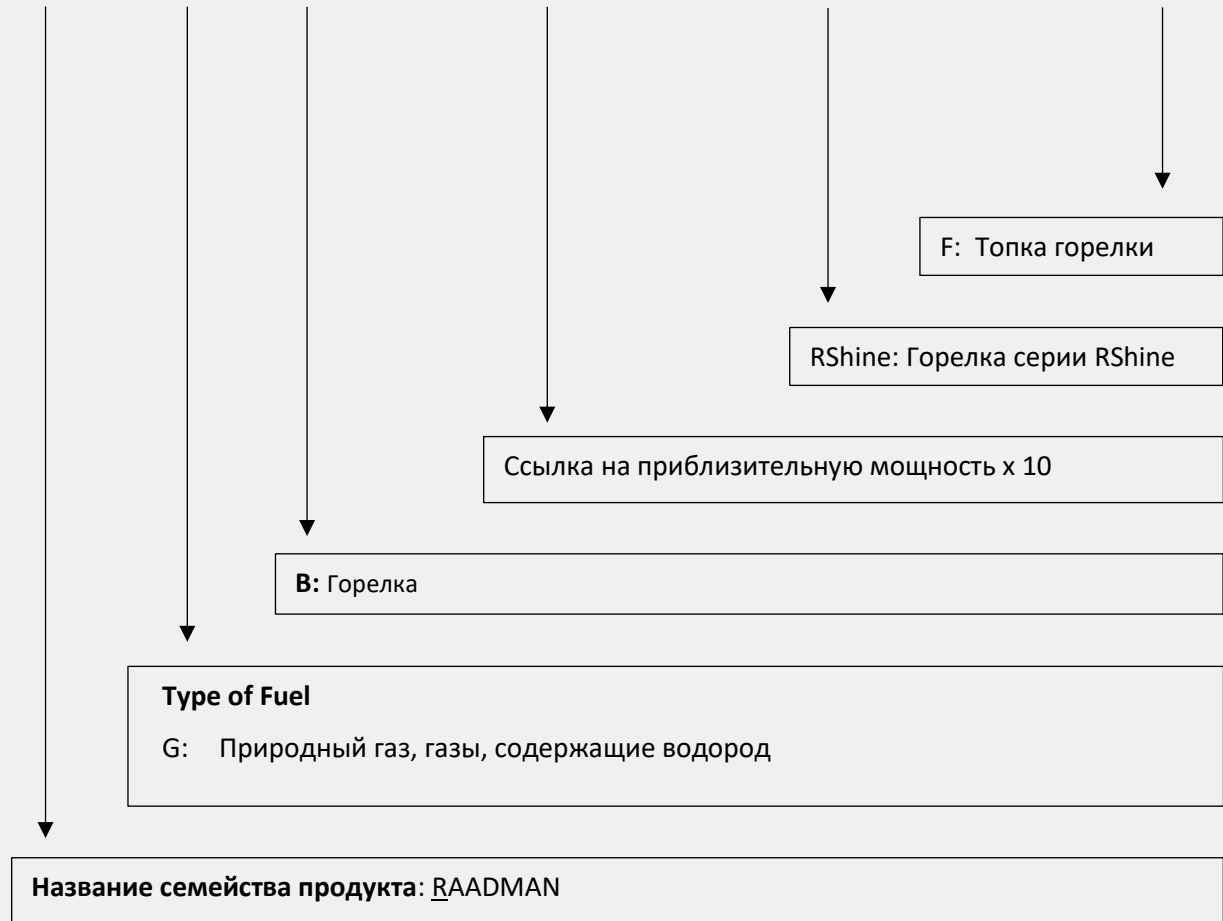 F: Топка горелки
RShine: Горелка серии RShine
Ссылка на приблизительную мощность x 10
B: Горелка
Type of Fuel
G: Природный газ, газы, содержащие водород
Название семейства продукта: RAADMAN